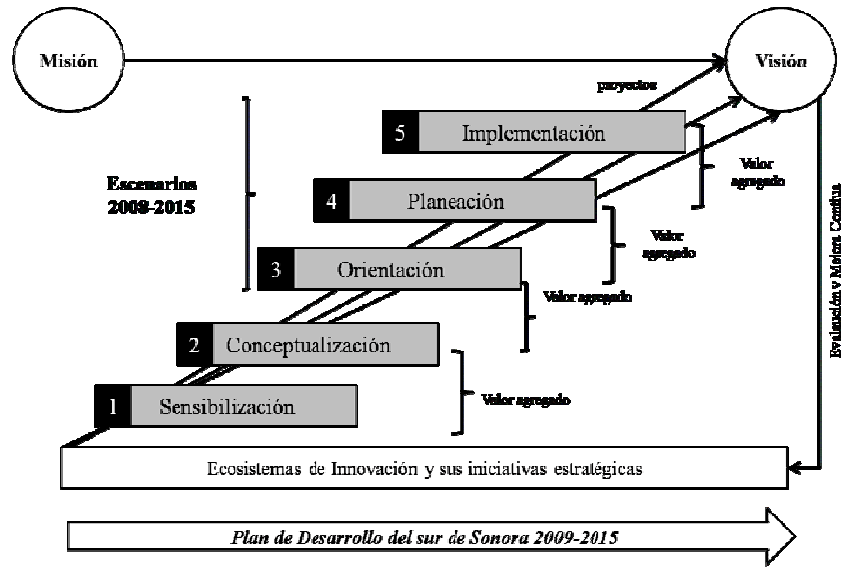 Misión
Visión
proyectos
5 Implementación
Valor
agregado
Escenarios
2008-2015
4 Planeación
Valor
agregado
3 Orientación
Valor agregado
2 Conceptualización
Valor agregado
1 Sensibilización
Evaluación y Mejora Continua
Ecosistemas de Innovación y sus iniciativas estratégicas
Plan de Desarrollo del sur de Sonora 2009-2015